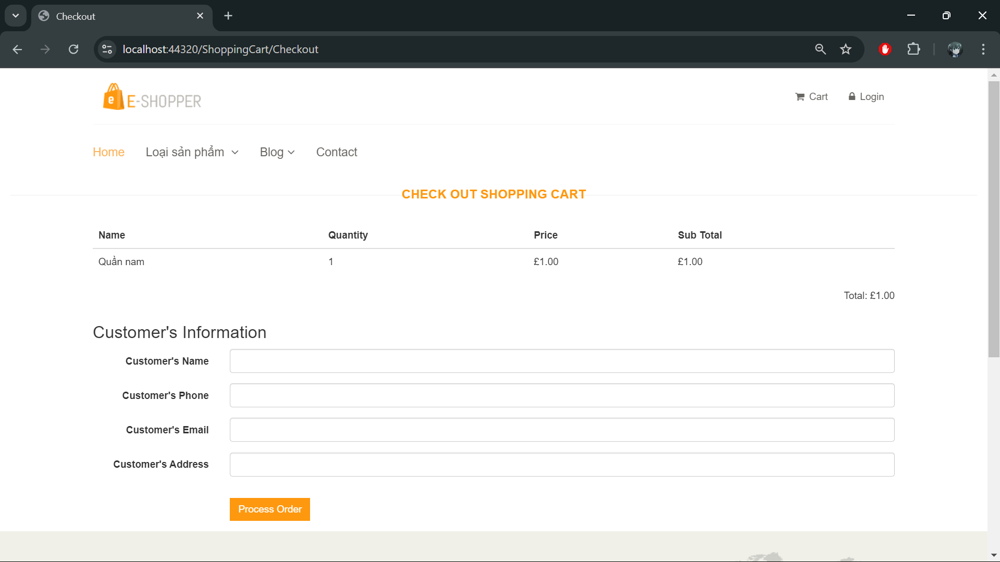 Checkout
localhost:44320/ShoppingCart/Checkout
e E-SHOPPER
Cart Login
Home Loại sản phẩm Blog Contact
CHECK OUT SHOPPING CART
Name Quantity Price Sub Total
Quần nam 1 £1.00 £1.00
Total: £1.00
Customer's Information
Customer's Name
Customer's Phone
Customer's Email
Customer's Address
Process Order